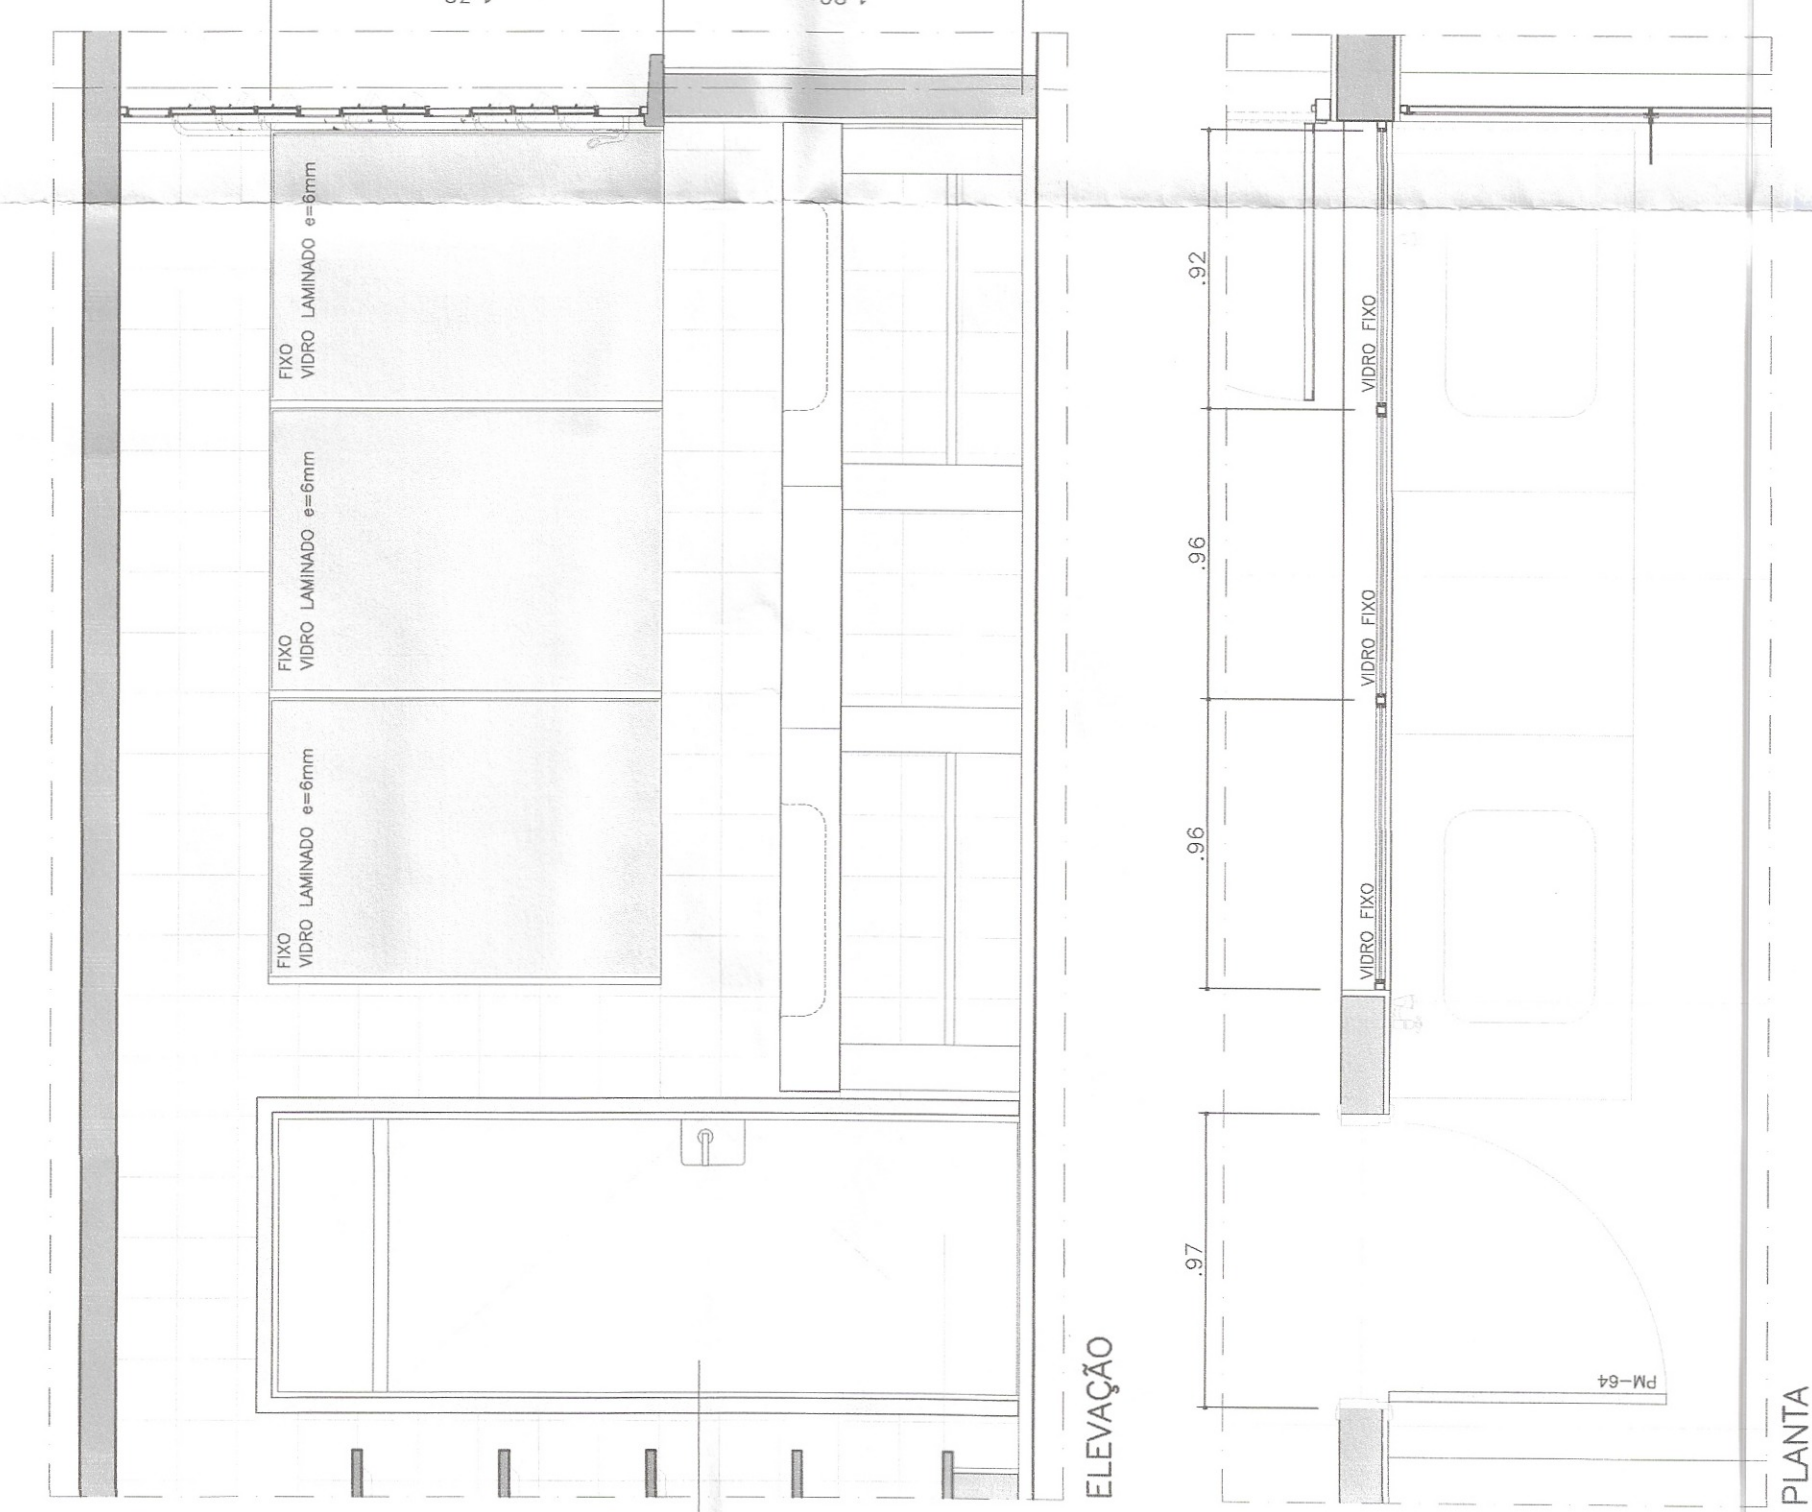 FIXO
VIDRO LAMINADO e=6mm
FIXO
VIDRO LAMINADO e=6mm
FIXO
VIDRO LAMINADO e=6mm
ELEVAÇÃO
.97
.96
.96
.92
VIDRO FIXO
VIDRO FIXO
VIDRO FIXO
PM-64
PLANTA